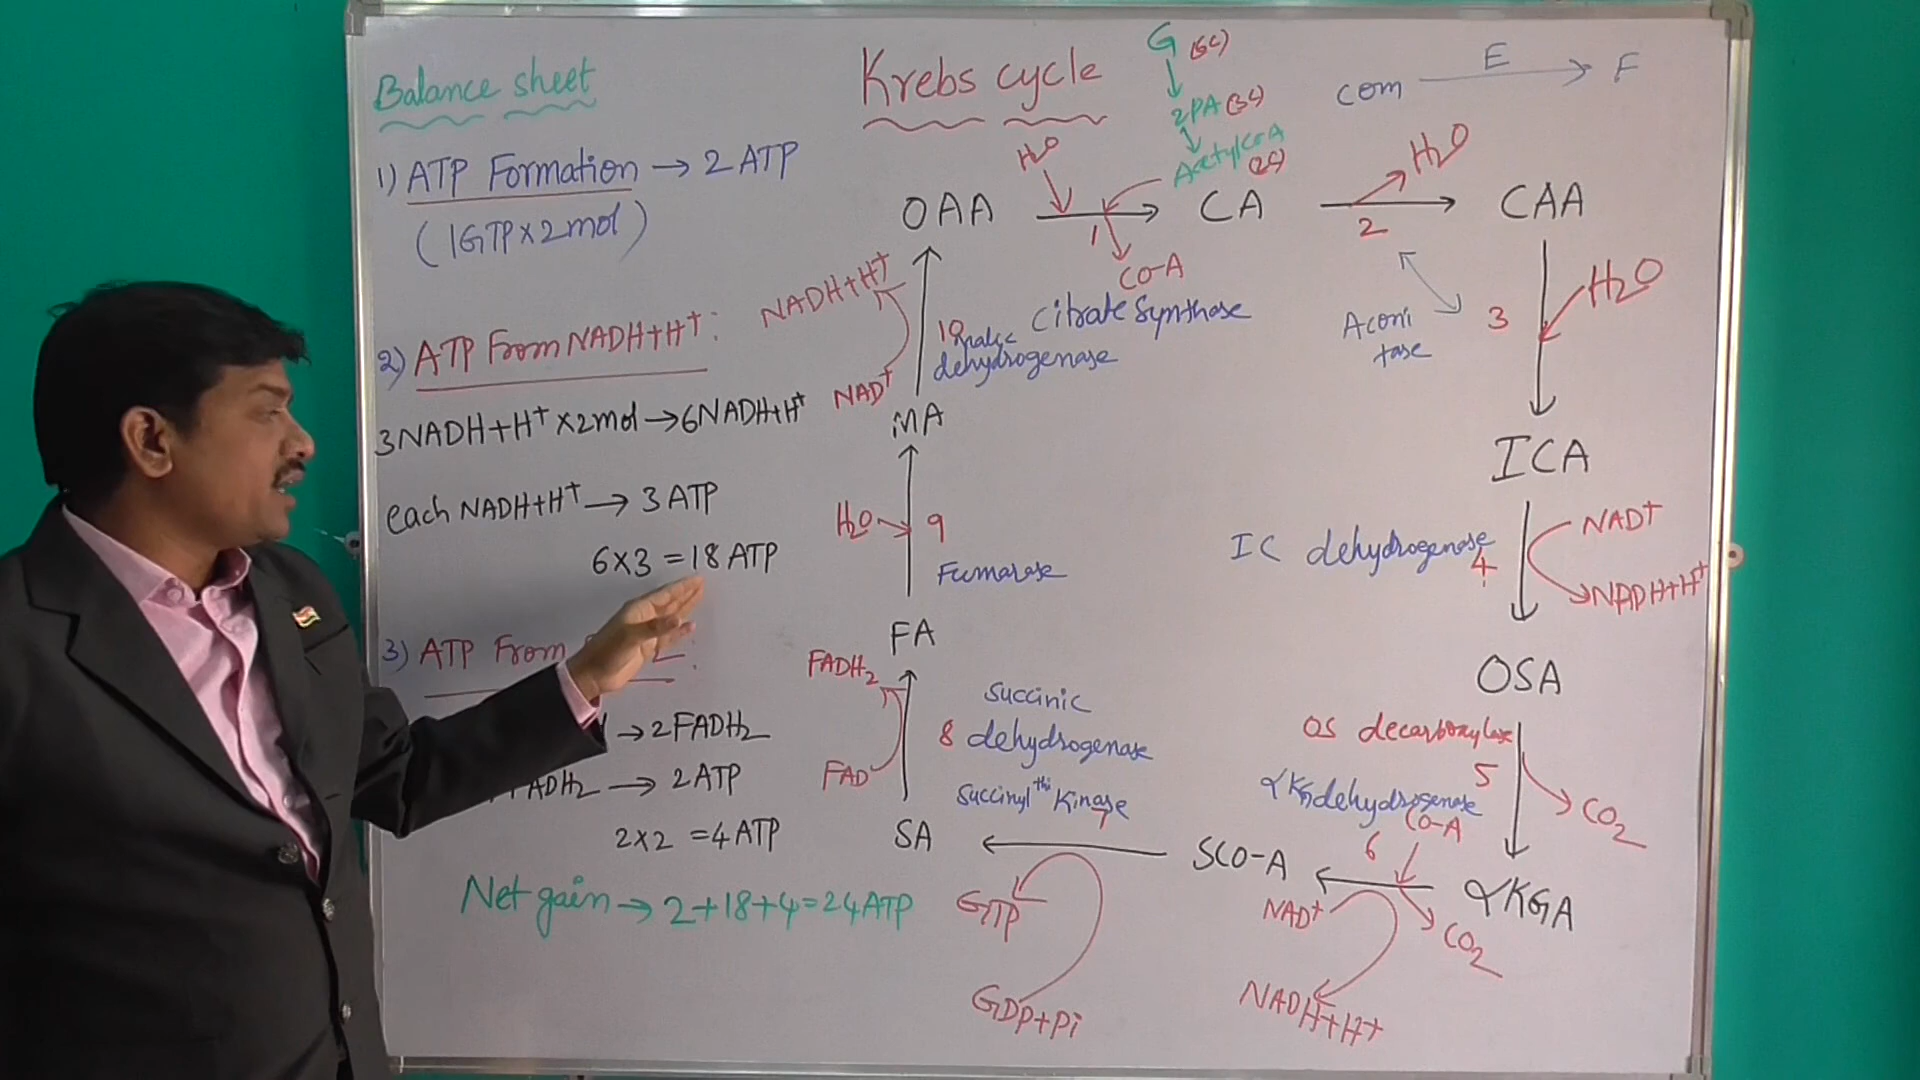 Balance sheet
1) ATP Formation → 2 ATP
(1GTP x 2mol)
2) ATP From NADH+H⁺:
3NADH+H⁺ x2mol → 6NADH+H⁺
each NADH+H⁺ → 3 ATP
6x3 = 18 ATP
3) ATP From
→ 2FADH₂
FADH₂ → 2ATP
2x2 = 4 ATP
Net gain → 2+18+4=24ATP
Krebs cycle
G (6C)
2PA (3C)
Acetyl CoA
(2C)
com E → F
H₂O
OAA → CA
1
CO-A
Citrate Synthase
H₂O
2
CAA
Aconi
tase
3
H₂O
ICA
IC dehydrogenase
4
NAD⁺
NADH+H⁺
OSA
OS decarboxylase
5
CO₂
αKGA
αKG dehydrogenase
CO-A
6
NAD⁺
CO₂
NADH+H⁺
SCO-A
Succinyl thi Kinase
7
GTP
GDP+Pi
SA
Succinic
8 dehydrogenase
FADH₂
FAD
FA
H₂O
9
Fumarase
MA
10
malic
dehydrogenase
NADH+H⁺
NAD⁺